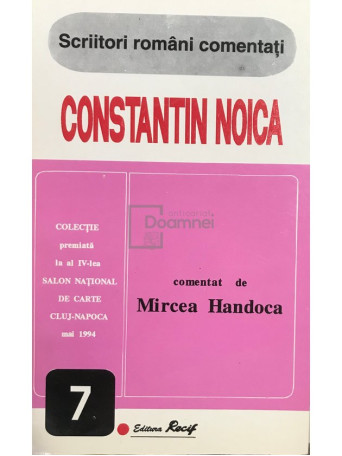 Scriitori români comentați
CONSTANTIN NOICA
COLECȚIE
premiată
la al IV-lea
SALON NAȚIONAL
DE CARTE
CLUJ-NAPOCA
mai 1994
comentat de
Mircea Handoca
7
Editura Recif
Doamnei